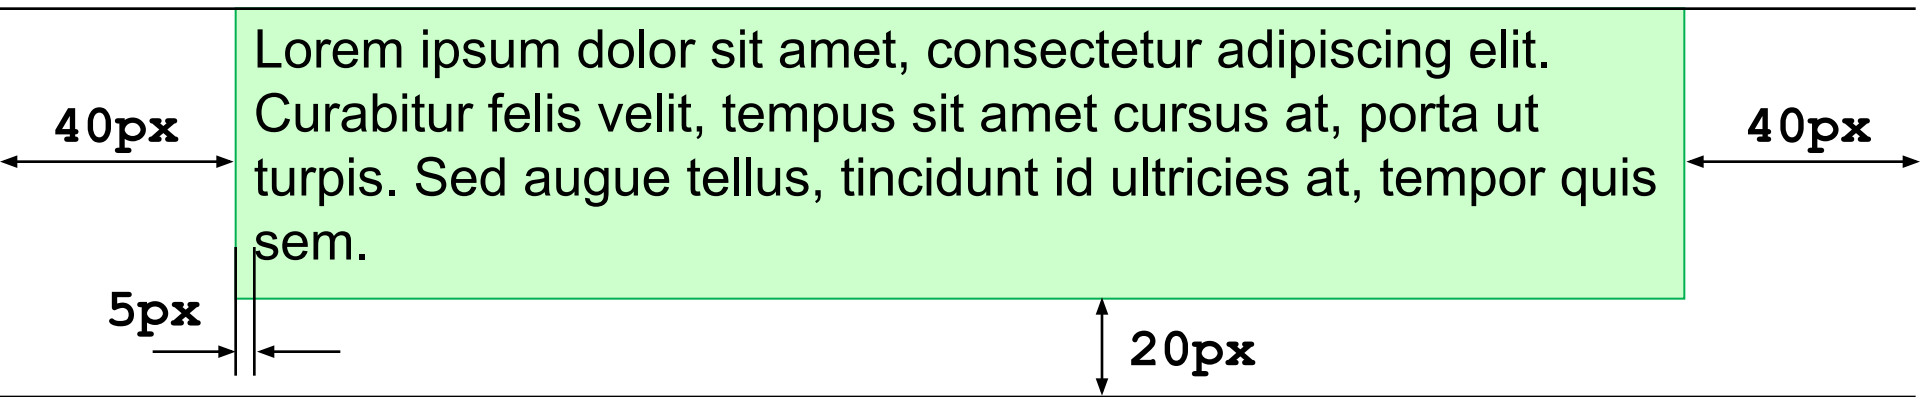 Lorem ipsum dolor sit amet, consectetur adipiscing elit.
Curabitur felis velit, tempus sit amet cursus at, porta ut
turpis. Sed augue tellus, tincidunt id ultricies at, tempor quis
sem.
40px
40px
5px
20px